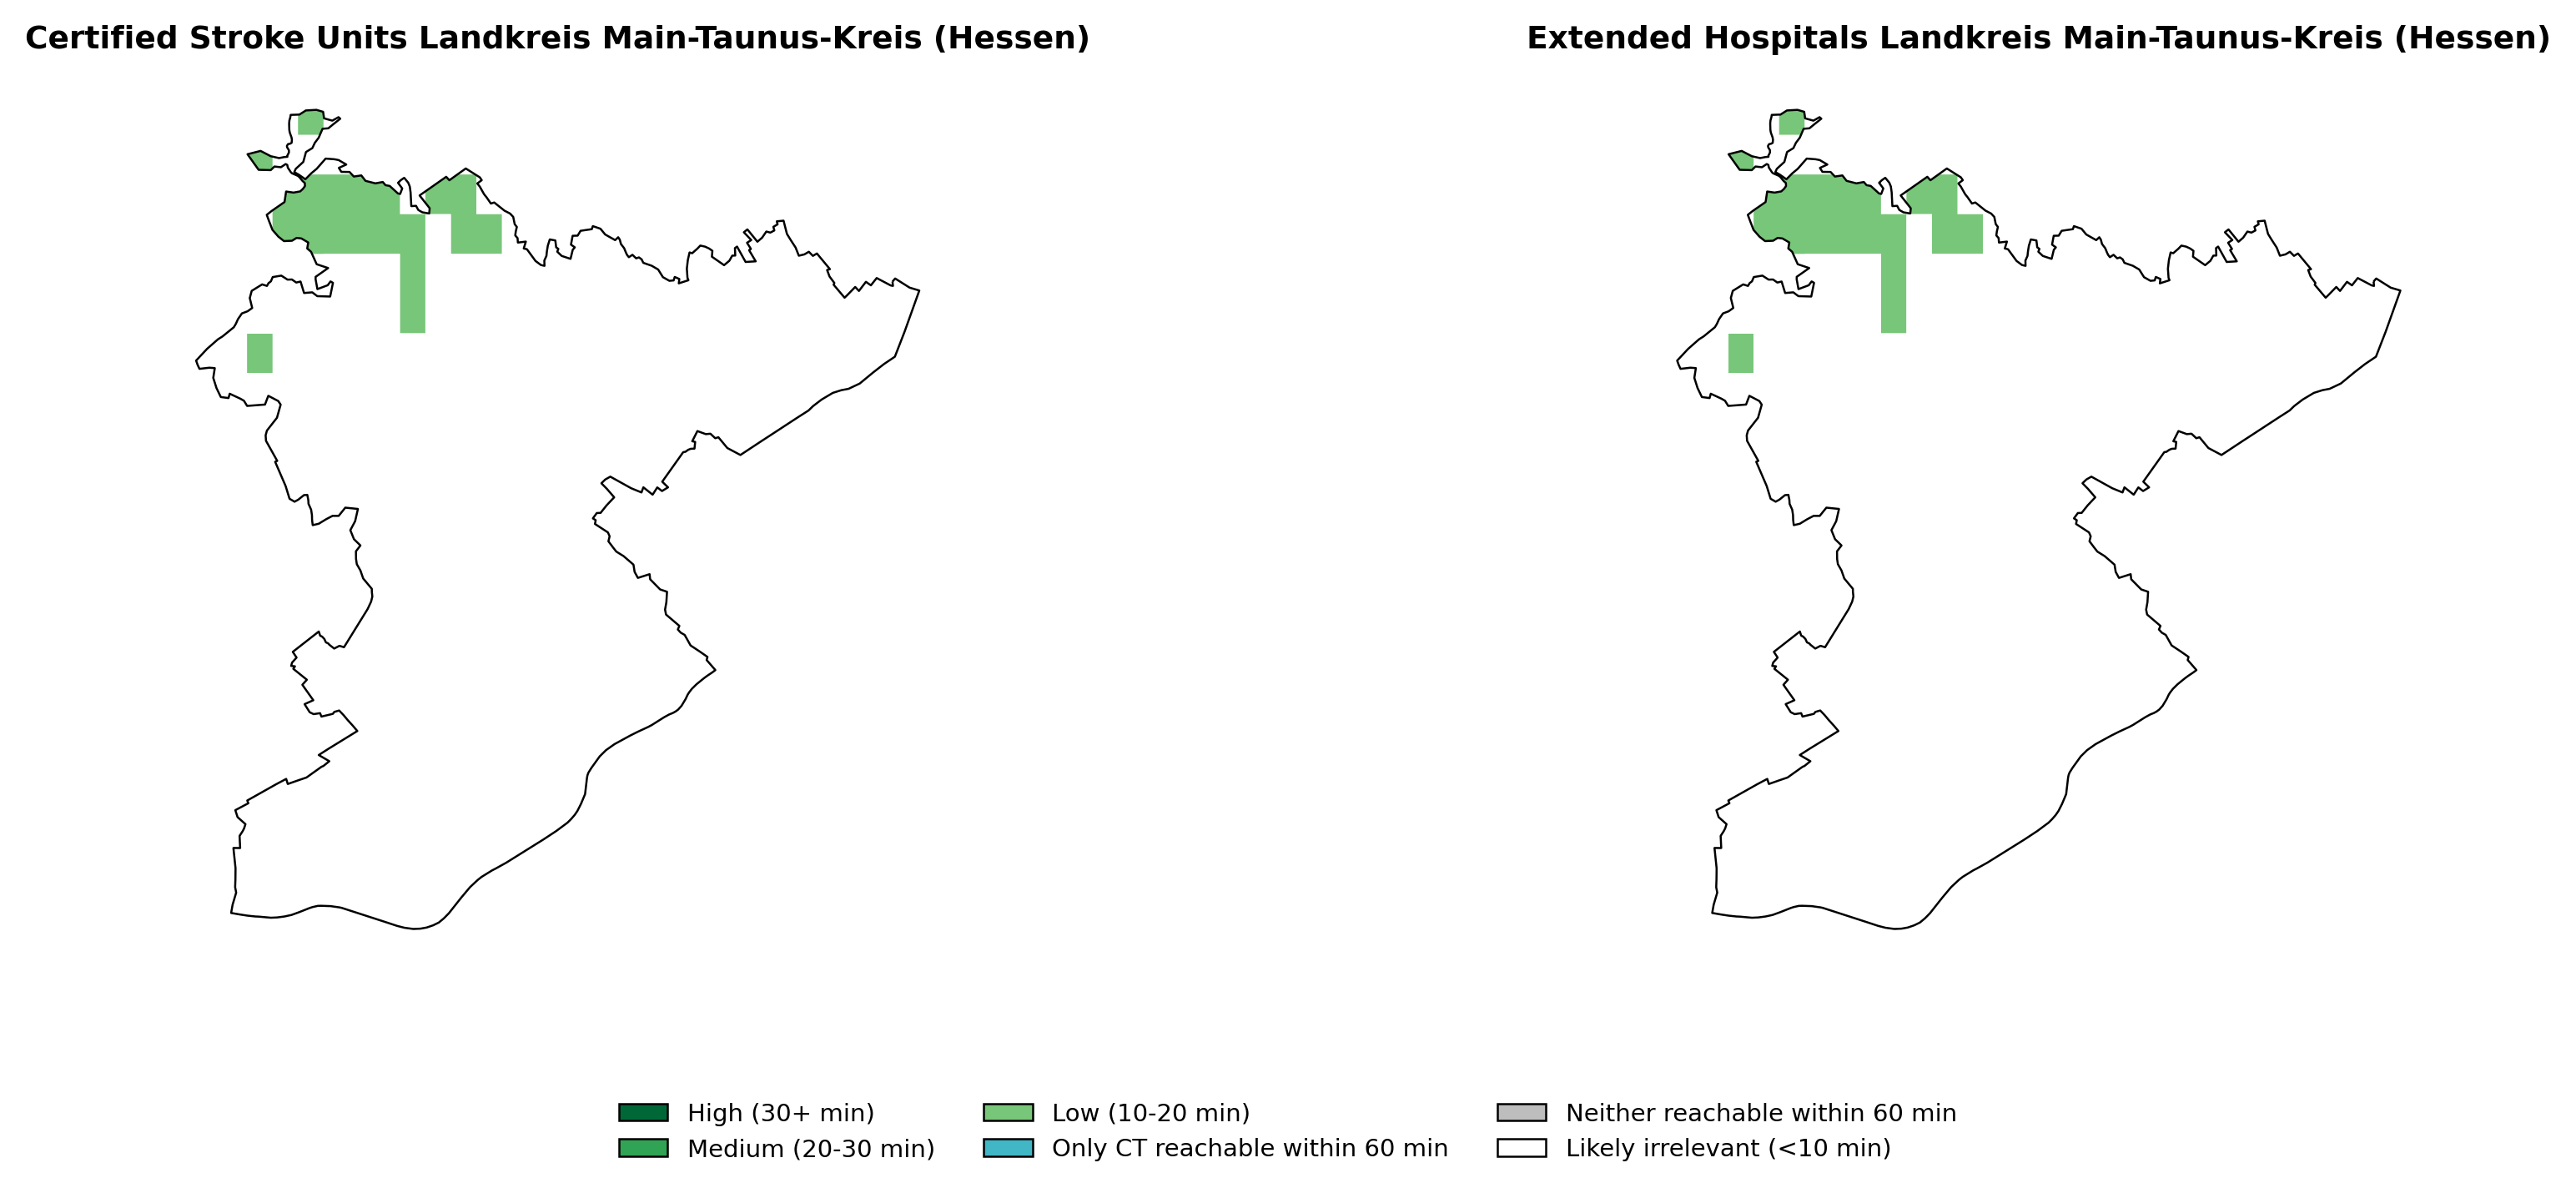 Certified Stroke Units Landkreis Main-Taunus-Kreis (Hessen)
Extended Hospitals Landkreis Main-Taunus-Kreis (Hessen)
High (30+ min)
Medium (20-30 min)
Low (10-20 min)
Only CT reachable within 60 min
Neither reachable within 60 min
Likely irrelevant (<10 min)